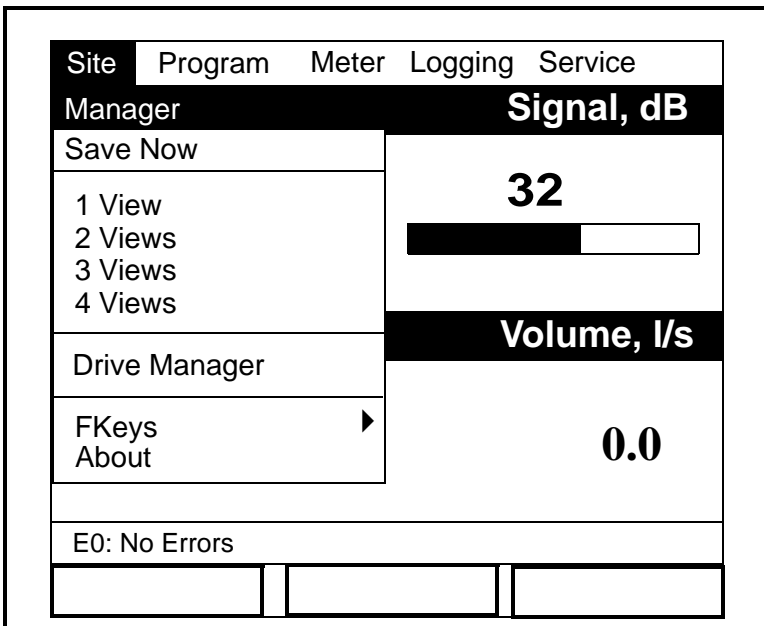 Site Program Meter Logging Service
Manager
Signal, dB
Save Now
32
1 View
2 Views
3 Views
4 Views
Volume, l/s
Drive Manager
FKeys
About
0.0
E0: No Errors